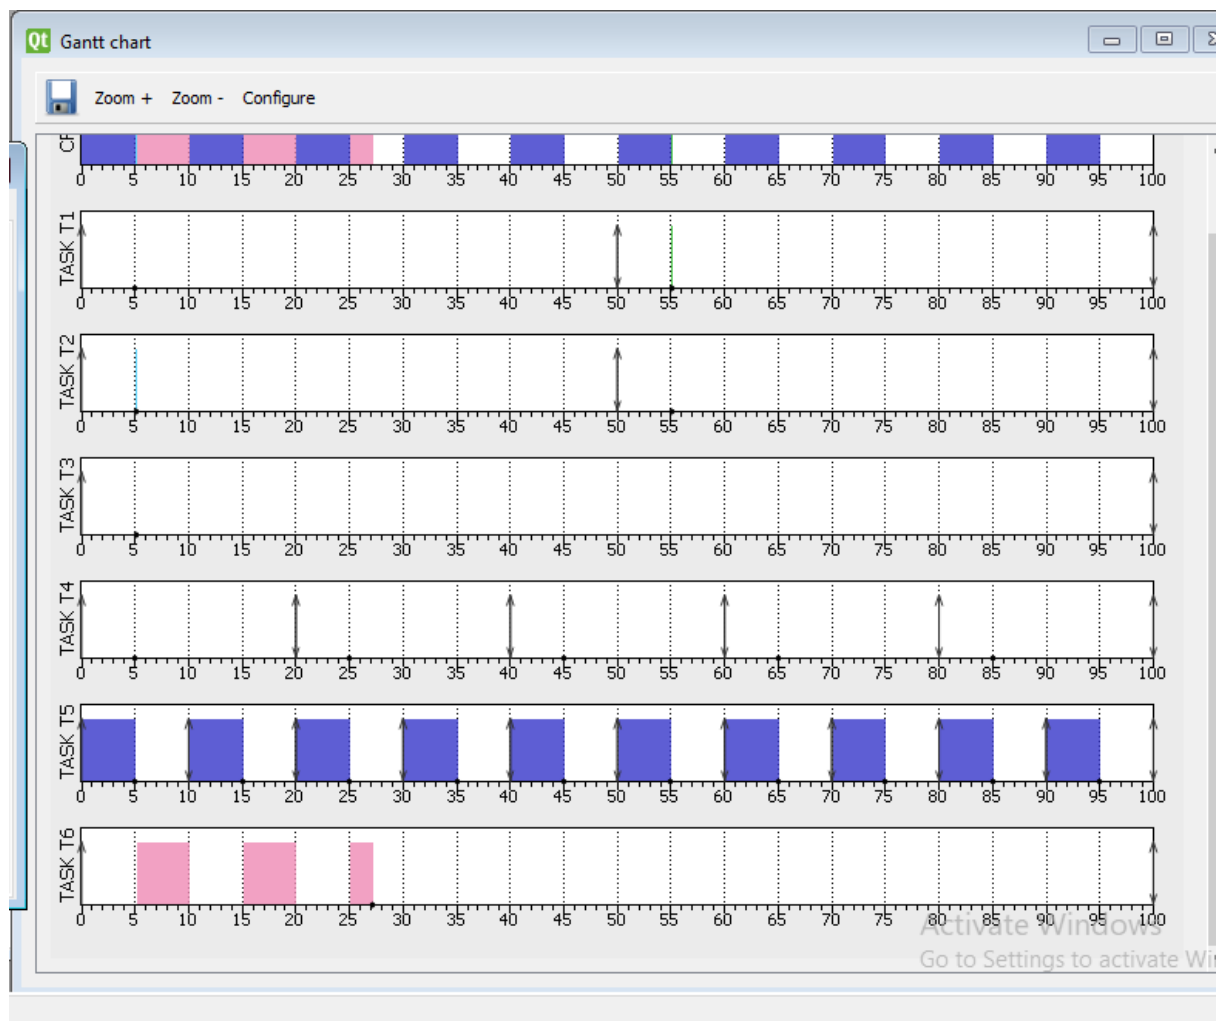 Qt Gantt chart
Zoom + Zoom - Configure
0 5 10 15 20 25 30 35 40 45 50 55 60 65 70 75 80 85 90 95 100
TASK T1
0 5 10 15 20 25 30 35 40 45 50 55 60 65 70 75 80 85 90 95 100
TASK T2
0 5 10 15 20 25 30 35 40 45 50 55 60 65 70 75 80 85 90 95 100
TASK T3
0 5 10 15 20 25 30 35 40 45 50 55 60 65 70 75 80 85 90 95 100
TASK T4
0 5 10 15 20 25 30 35 40 45 50 55 60 65 70 75 80 85 90 95 100
TASK T5
0 5 10 15 20 25 30 35 40 45 50 55 60 65 70 75 80 85 90 95 100
TASK T6
0 5 10 15 20 25 30 35 40 45 50 55 60 65 70 75 80 85 90 95 100
Activate Windows
Go to Settings to activate Wi